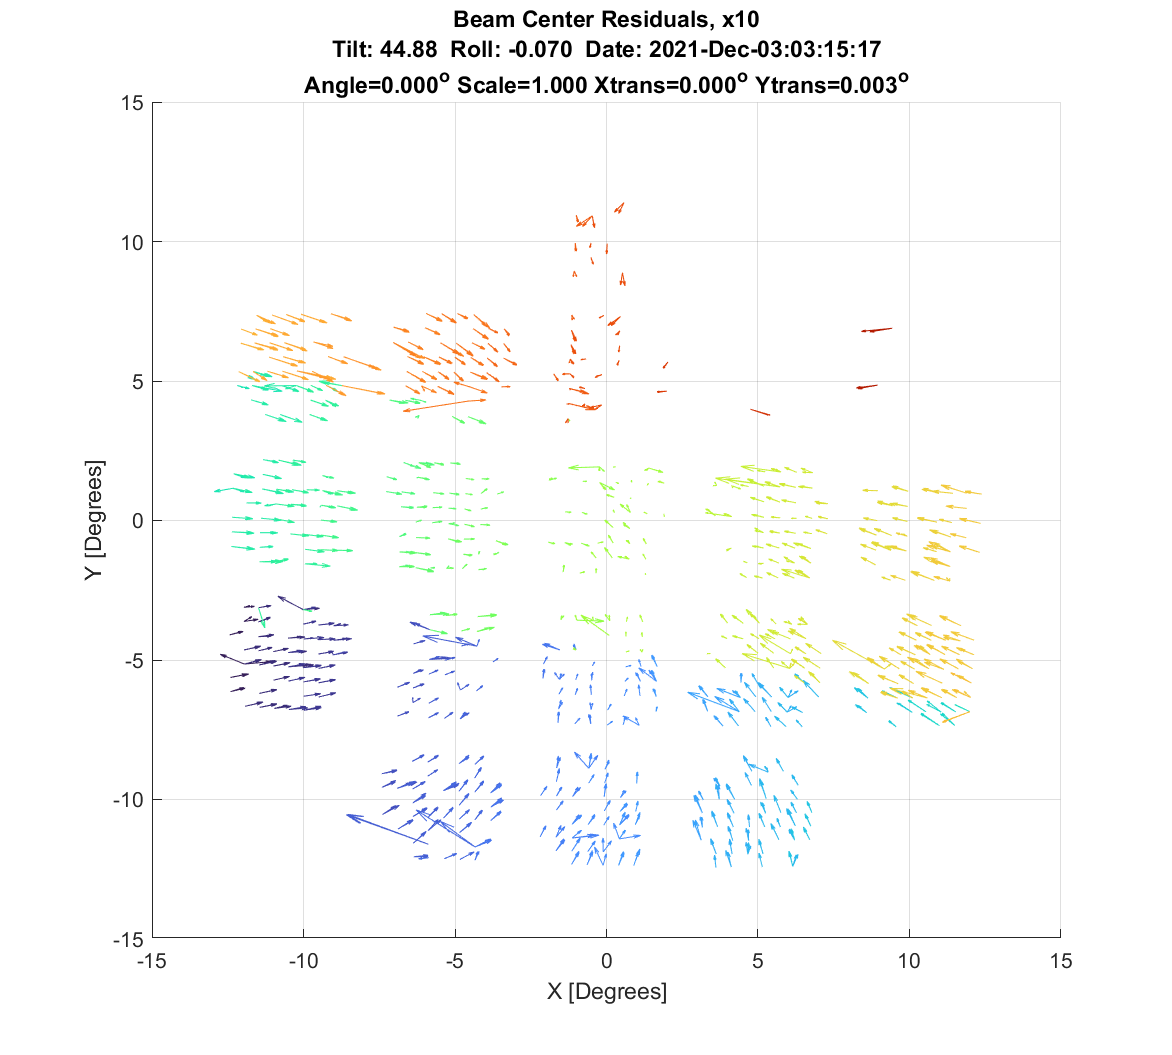 Beam Center Residuals, x10
Tilt: 44.88 Roll: -0.070 Date: 2021-Dec-03:03:15:17
Angle=0.000° Scale=1.000 Xtrans=0.000° Ytrans=0.003°
15
10
5
0
-5
-10
-15
Y [Degrees]
-15 -10 -5 0 5 10 15
X [Degrees]